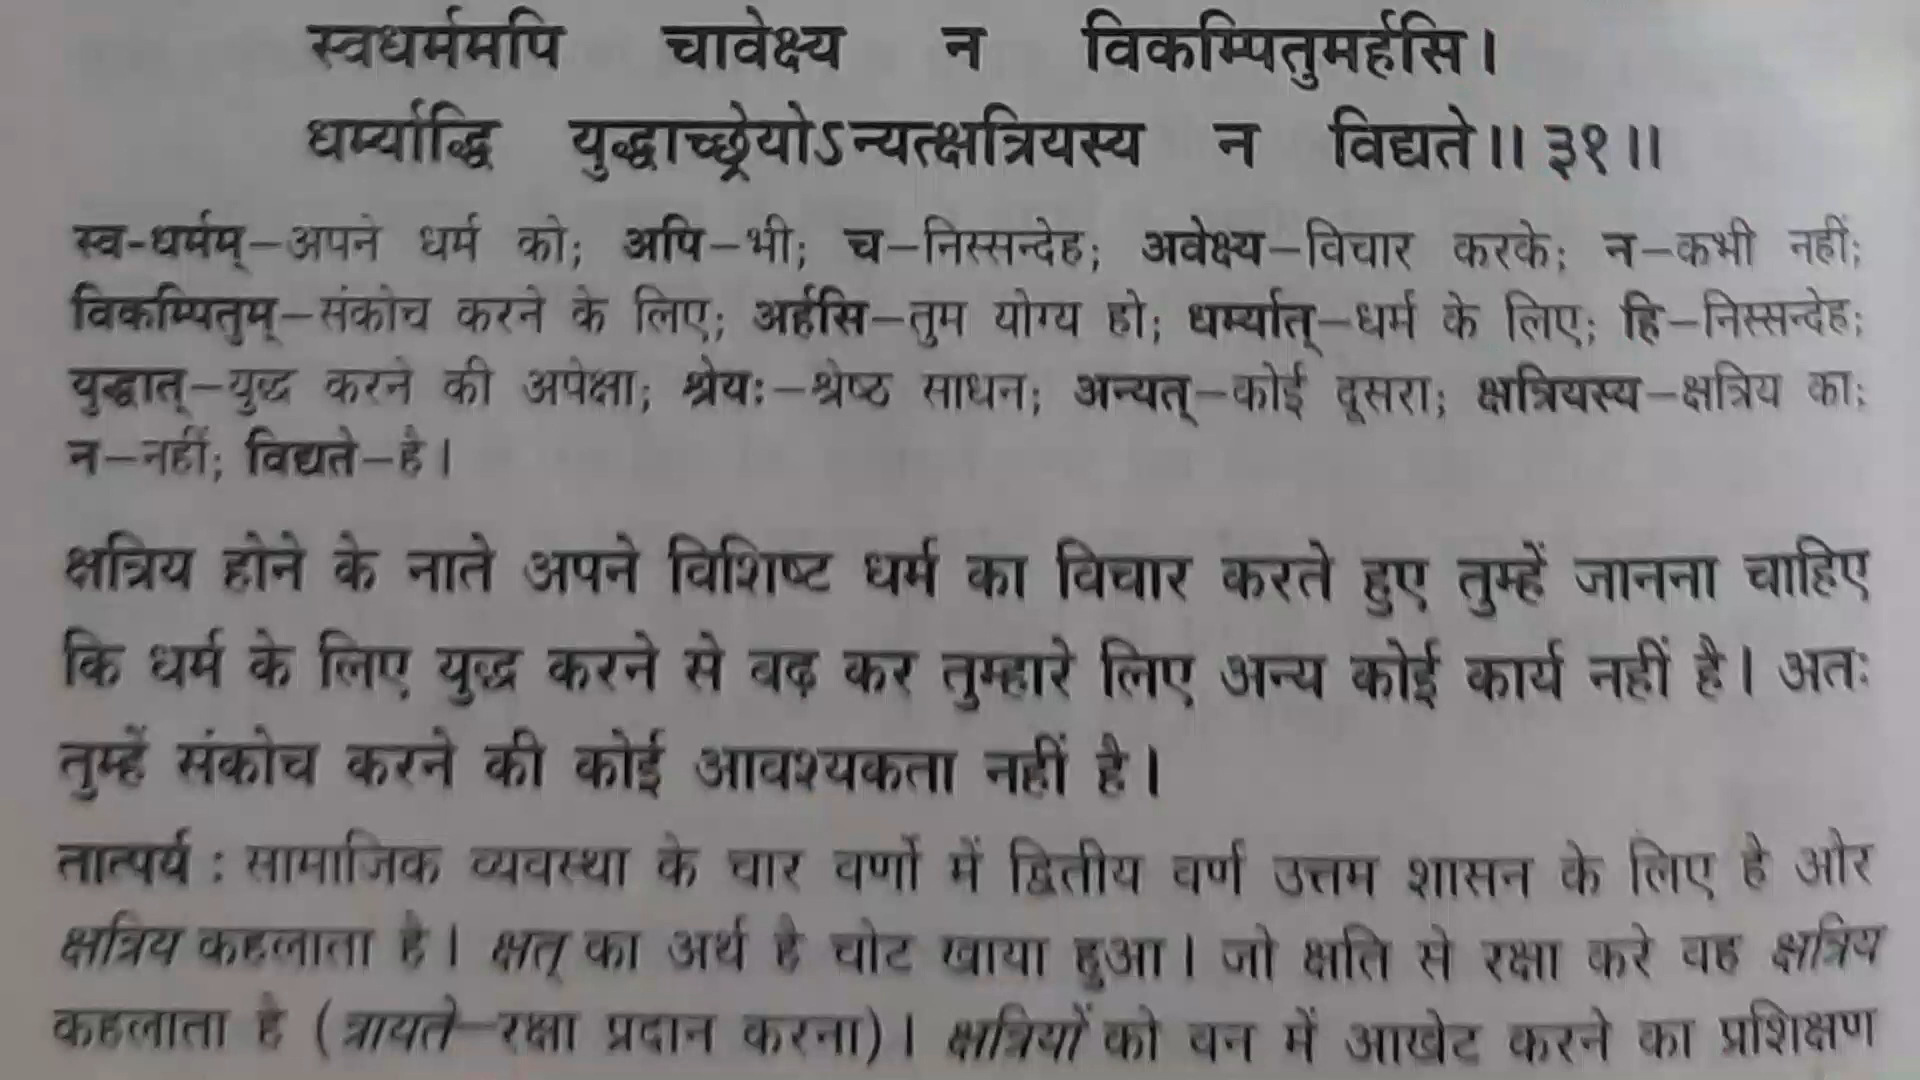 स्वधर्ममपि चावेक्ष्य न विकम्पितुमर्हसि।
धर्म्याद्धि युद्धाच्छ्रेयोऽन्यत्क्षत्रियस्य न विद्यते॥३१॥
स्व-धर्मम्–अपने धर्म को; अपि–भी; च–निस्सन्देह; अवेक्ष्य–विचार करके; न–कभी नहीं;
विकम्पितुम्–संकोच करने के लिए; अर्हसि–तुम योग्य हो; धर्म्यात्–धर्म के लिए; हि–निस्सन्देह;
युद्धात्–युद्ध करने की अपेक्षा; श्रेयः–श्रेष्ठ साधन; अन्यत्–कोई दूसरा; क्षत्रियस्य–क्षत्रिय का;
न–नहीं; विद्यते–है।
क्षत्रिय होने के नाते अपने विशिष्ट धर्म का विचार करते हुए तुम्हें जानना चाहिए
कि धर्म के लिए युद्ध करने से बढ़ कर तुम्हारे लिए अन्य कोई कार्य नहीं है। अतः
तुम्हें संकोच करने की कोई आवश्यकता नहीं है।
तात्पर्य : सामाजिक व्यवस्था के चार वर्णों में द्वितीय वर्ण उत्तम शासन के लिए है और
क्षत्रिय कहलाता है। क्षत् का अर्थ है चोट खाया हुआ। जो क्षति से रक्षा करे वह क्षत्रिय
कहलाता है (त्रायते–रक्षा प्रदान करना)। क्षत्रियों को वन में आखेट करने का प्रशिक्षण